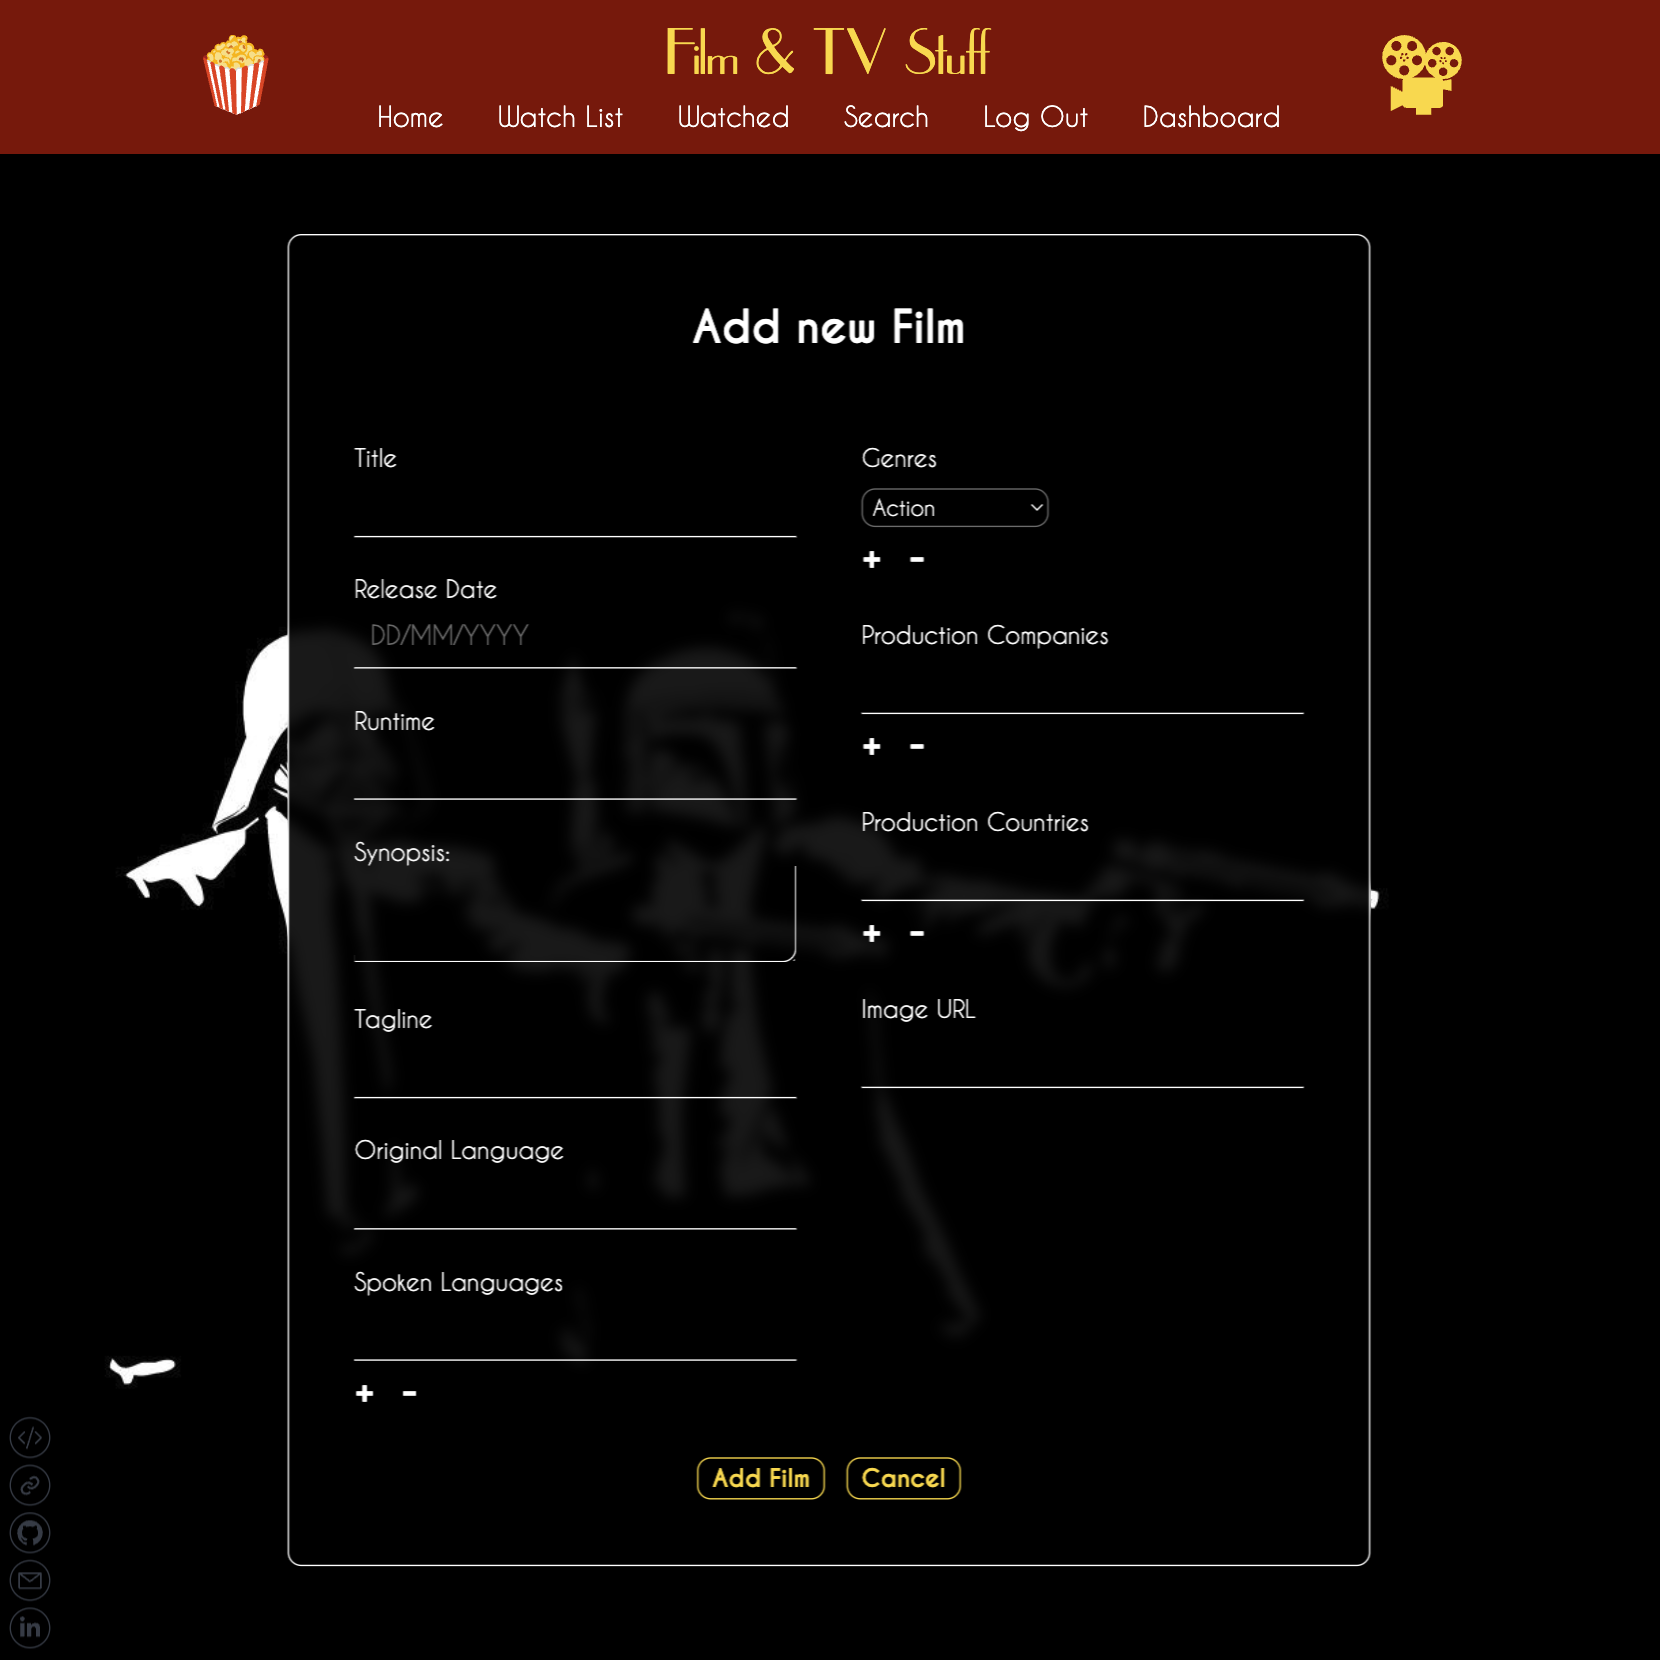 Film & TV Stuff
Home Watch List Watched Search Log Out Dashboard
Add new Film
Title
Release Date
DD/MM/YYYY
Runtime
Synopsis:
Tagline
Original Language
Spoken Languages
+ -
Genres
Action
+ -
Production Companies
+ -
Production Countries
+ -
Image URL
Add Film Cancel